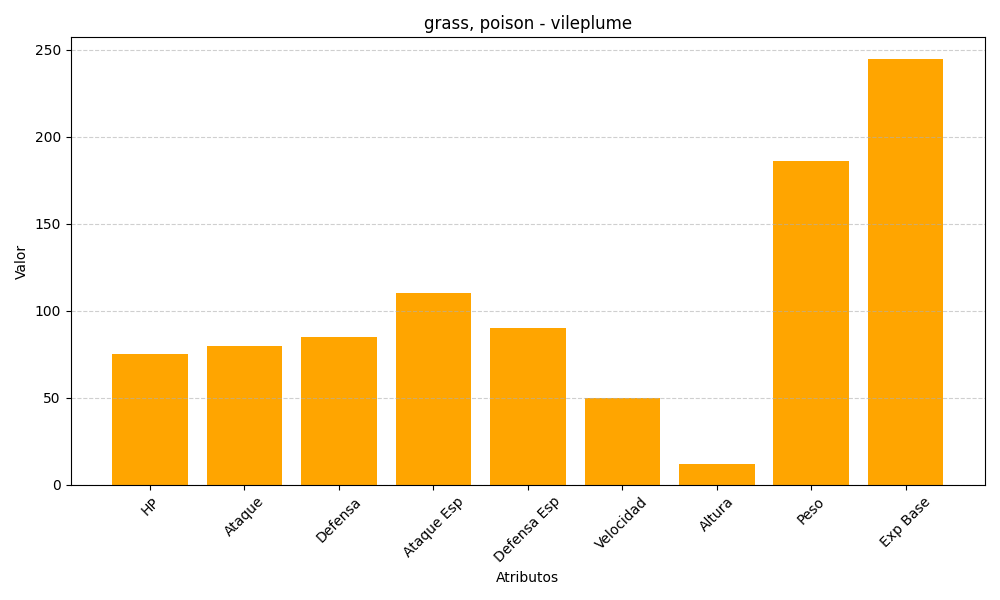 grass, poison - vileplume
Valor
250
200
150
100
50
0
HP
Ataque
Defensa
Ataque Esp
Defensa Esp
Velocidad
Altura
Peso
Exp Base
Atributos